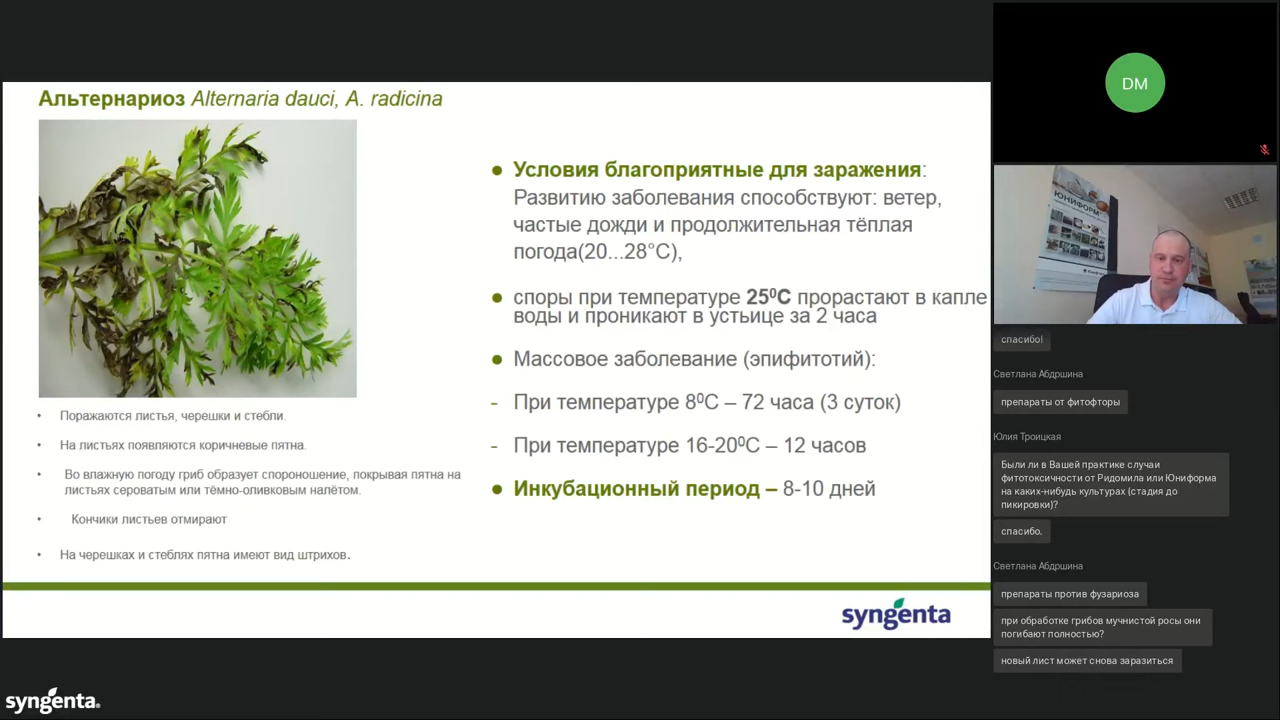 Альтернариоз Alternaria dauci, A. radicina
Поражаются листья, черешки и стебли.
На листьях появляются коричневые пятна.
Во влажную погоду гриб образует спороношение, покрывая пятна на
листьях сероватым или тёмно-оливковым налётом.
Кончики листьев отмирают
На черешках и стеблях пятна имеют вид штрихов.
Условия благоприятные для заражения:
Развитию заболевания способствуют: ветер,
частые дожди и продолжительная тёплая
погода(20...28°С),
споры при температуре 25⁰С прорастают в капле
воды и проникают в устьице за 2 часа
Массовое заболевание (эпифитотий):
- При температуре 8⁰С – 72 часа (3 суток)
- При температуре 16-20⁰С – 12 часов
Инкубационный период – 8-10 дней
syngenta
syngenta.
DM
ЮНИФОРМ
спасибо!
Светлана Абдршина
препараты от фитофторы
Юлия Троицкая
Были ли в Вашей практике случаи
фитотоксичности от Ридомила или Юниформа
на каких-нибудь культурах (стадия до
пикировки)?
спасибо.
Светлана Абдршина
препараты против фузариоза
при обработке грибов мучнистой росы они
погибают полностью?
новый лист может снова заразиться